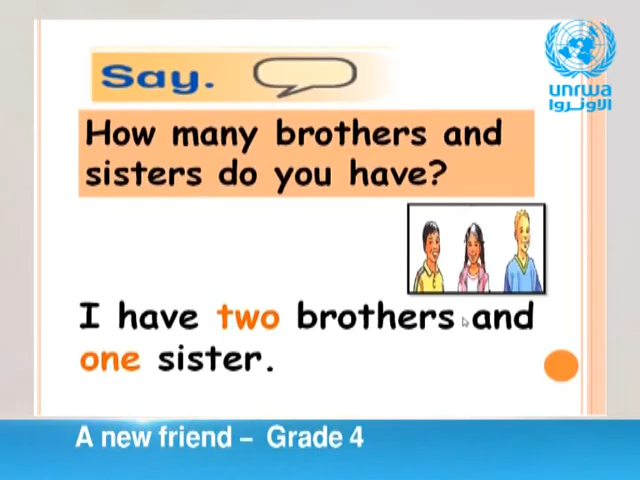 Say.
unrwa
الأونروا
How many brothers and
sisters do you have?
I have two brothers and
one sister.
A new friend – Grade 4